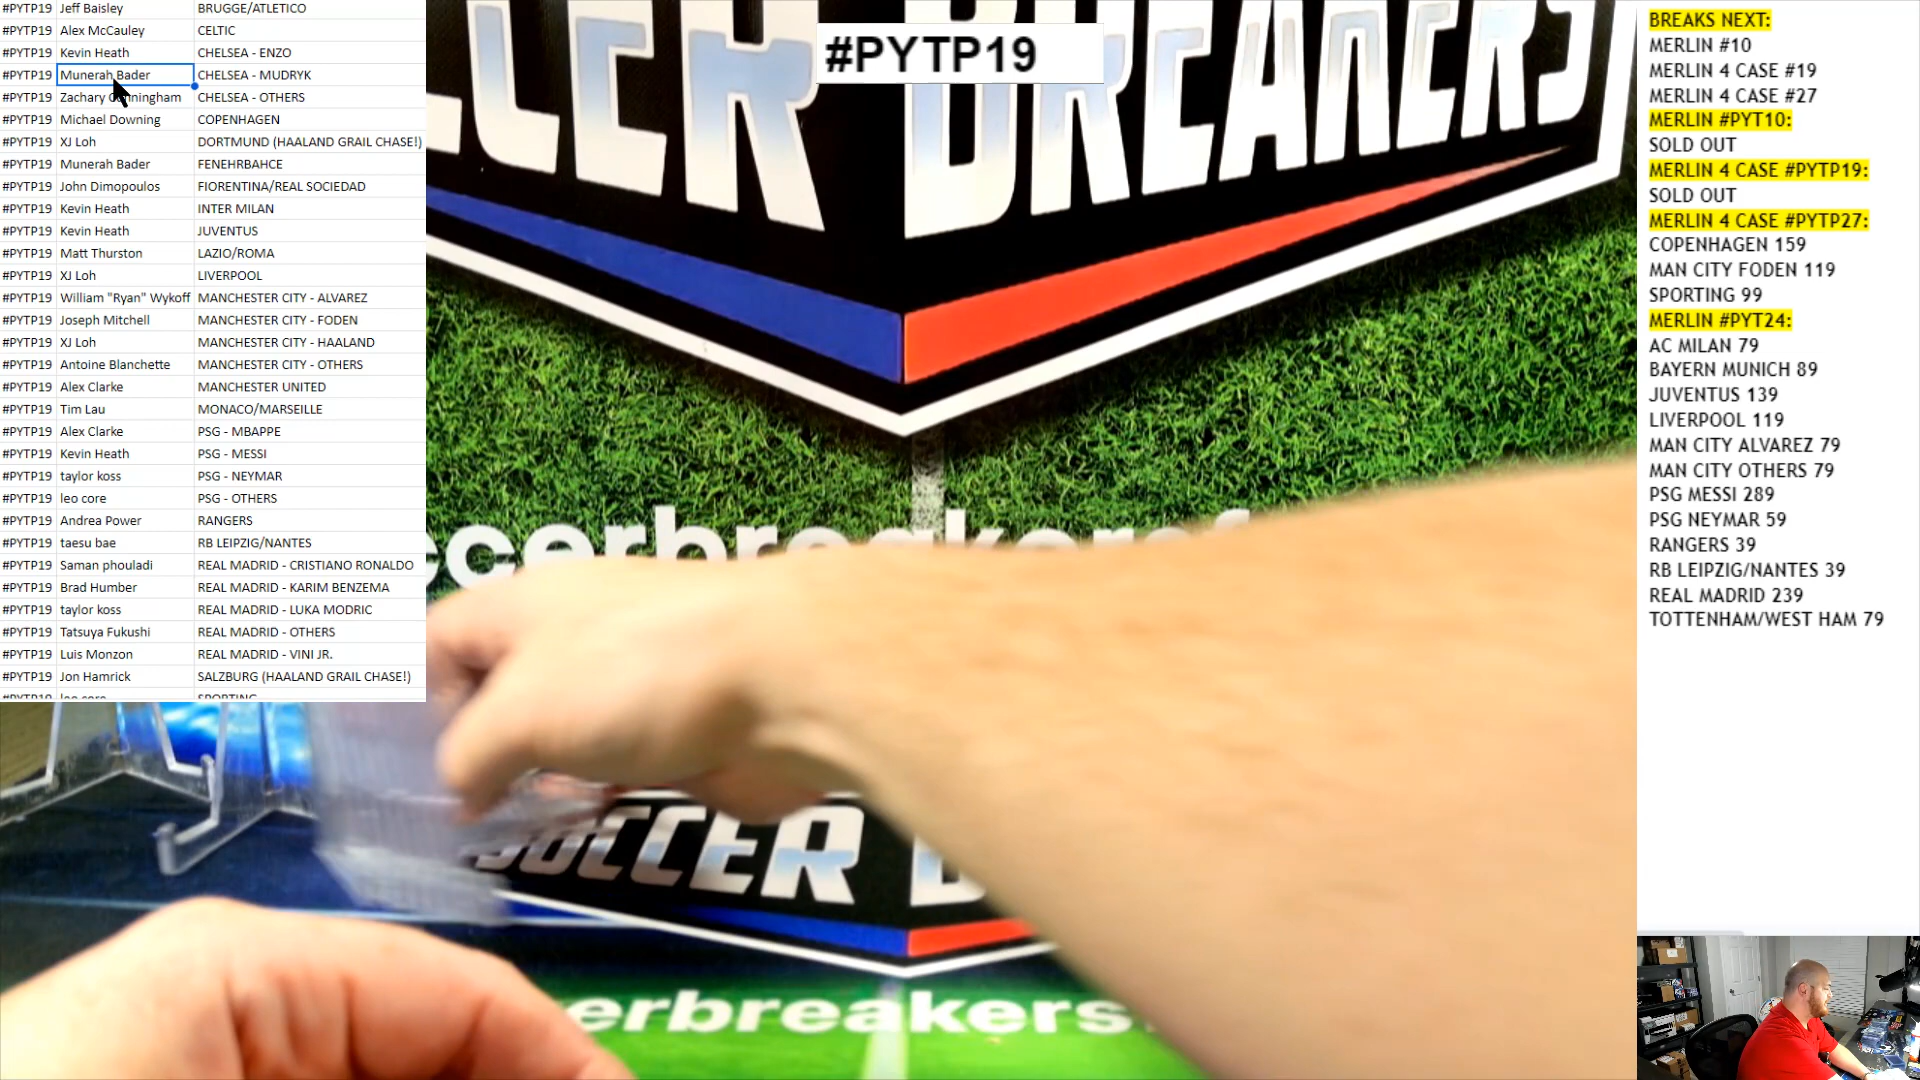 #PYTP19 Jeff Baisley BRUGGE/ATLETICO
#PYTP19 Alex McCauley CELTIC
#PYTP19 Kevin Heath CHELSEA - ENZO
#PYTP19 Munerah Bader CHELSEA - MUDRYK
#PYTP19 Zachary CHELSEA - OTHERS
#PYTP19 Michael Downing COPENHAGEN
#PYTP19 XJ Loh DORTMUND (HAALAND GRAIL CHASE!)
#PYTP19 Munerah Bader FENEHRBAHCE
#PYTP19 John Dimopoulos FIORENTINA/REAL SOCIEDAD
#PYTP19 Kevin Heath INTER MILAN
#PYTP19 Kevin Heath JUVENTUS
#PYTP19 Matt Thurston LAZIO/ROMA
#PYTP19 XJ Loh LIVERPOOL
#PYTP19 William "Ryan" Wykoff MANCHESTER CITY - ALVAREZ
#PYTP19 Joseph Mitchell MANCHESTER CITY - FODEN
#PYTP19 XJ Loh MANCHESTER CITY - HAALAND
#PYTP19 Antoine Blanchette MANCHESTER CITY - OTHERS
#PYTP19 Alex Clarke MANCHESTER UNITED
#PYTP19 Tim Lau MONACO/MARSEILLE
#PYTP19 Alex Clarke PSG - MBAPPE
#PYTP19 Kevin Heath PSG - MESSI
#PYTP19 taylor koss PSG - NEYMAR
#PYTP19 leo core PSG - OTHERS
#PYTP19 Andrea Power RANGERS
#PYTP19 taesu bae RB LEIPZIG/NANTES
#PYTP19 Saman phouladi REAL MADRID - CRISTIANO RONALDO
#PYTP19 Brad Humber REAL MADRID - KARIM BENZEMA
#PYTP19 taylor koss REAL MADRID - LUKA MODRIC
#PYTP19 Tatsuya Fukushi REAL MADRID - OTHERS
#PYTP19 Luis Monzon REAL MADRID - VINI JR.
#PYTP19 Jon Hamrick SALZBURG (HAALAND GRAIL CHASE!)
#PYTP19 leo core SPORTING
#PYTP19
CCER BREAKERS
ccerbreakers
SOCCER B
erbreakers
BREAKS NEXT:
MERLIN #10
MERLIN 4 CASE #19
MERLIN 4 CASE #27
MERLIN #PYT10:
SOLD OUT
MERLIN 4 CASE #PYTP19:
SOLD OUT
MERLIN 4 CASE #PYTP27:
COPENHAGEN 159
MAN CITY FODEN 119
SPORTING 99
MERLIN #PYT24:
AC MILAN 79
BAYERN MUNICH 89
JUVENTUS 139
LIVERPOOL 119
MAN CITY ALVAREZ 79
MAN CITY OTHERS 79
PSG MESSI 289
PSG NEYMAR 59
RANGERS 39
RB LEIPZIG/NANTES 39
REAL MADRID 239
TOTTENHAM/WEST HAM 79